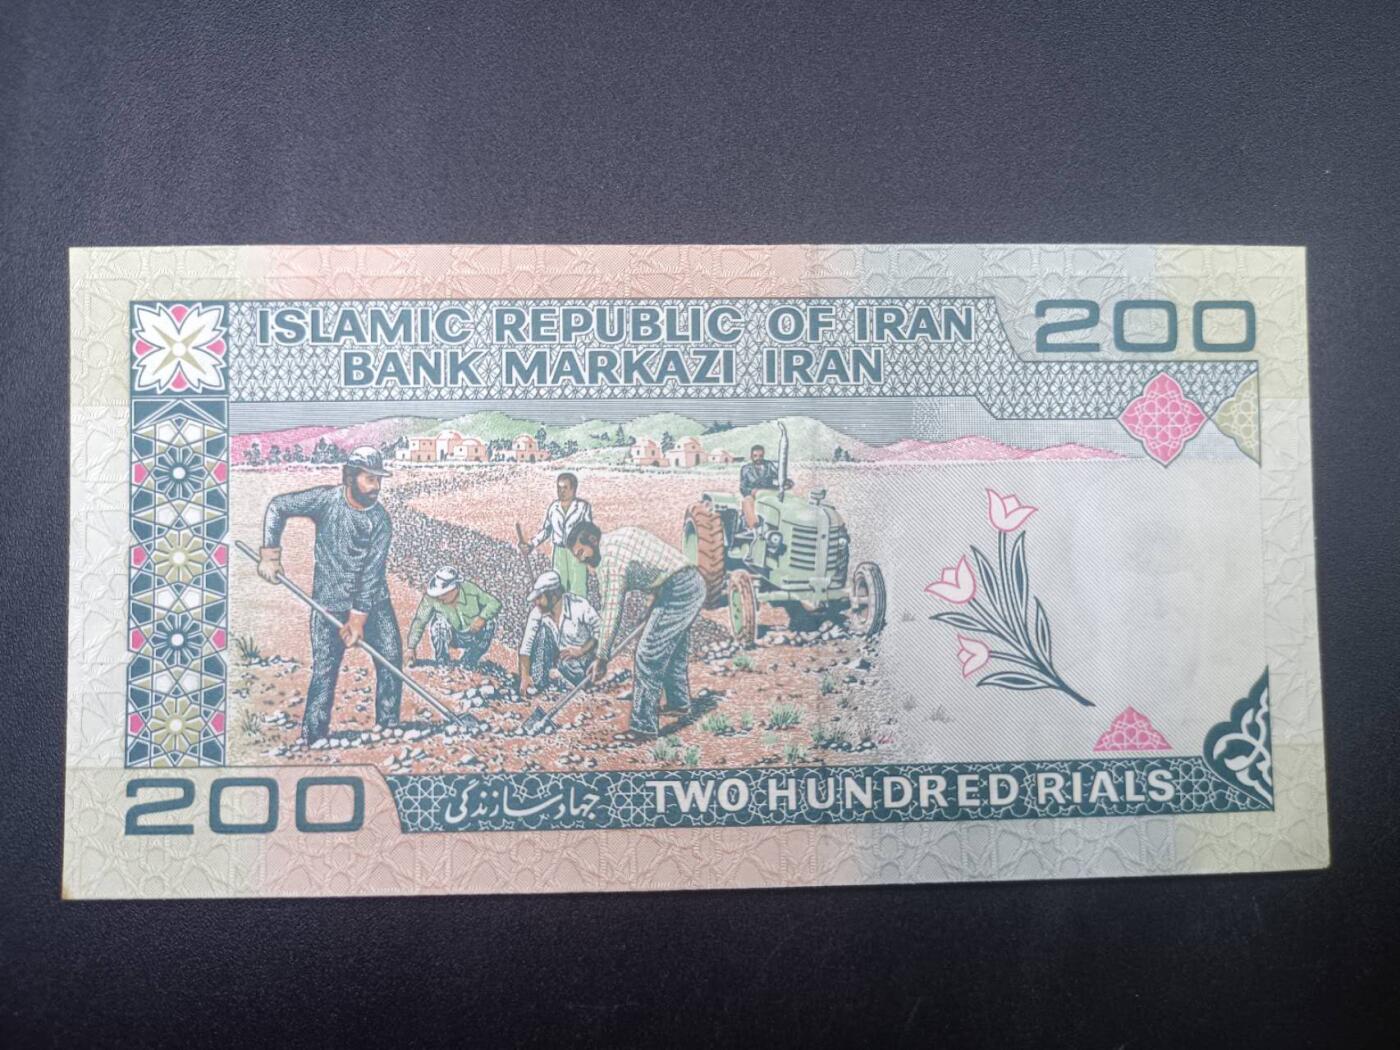 ISLAMIC REPUBLIC OF IRAN
200
BANK MARKAZI IRAN
200
جهاد سازندگی
TWO HUNDRED RIALS